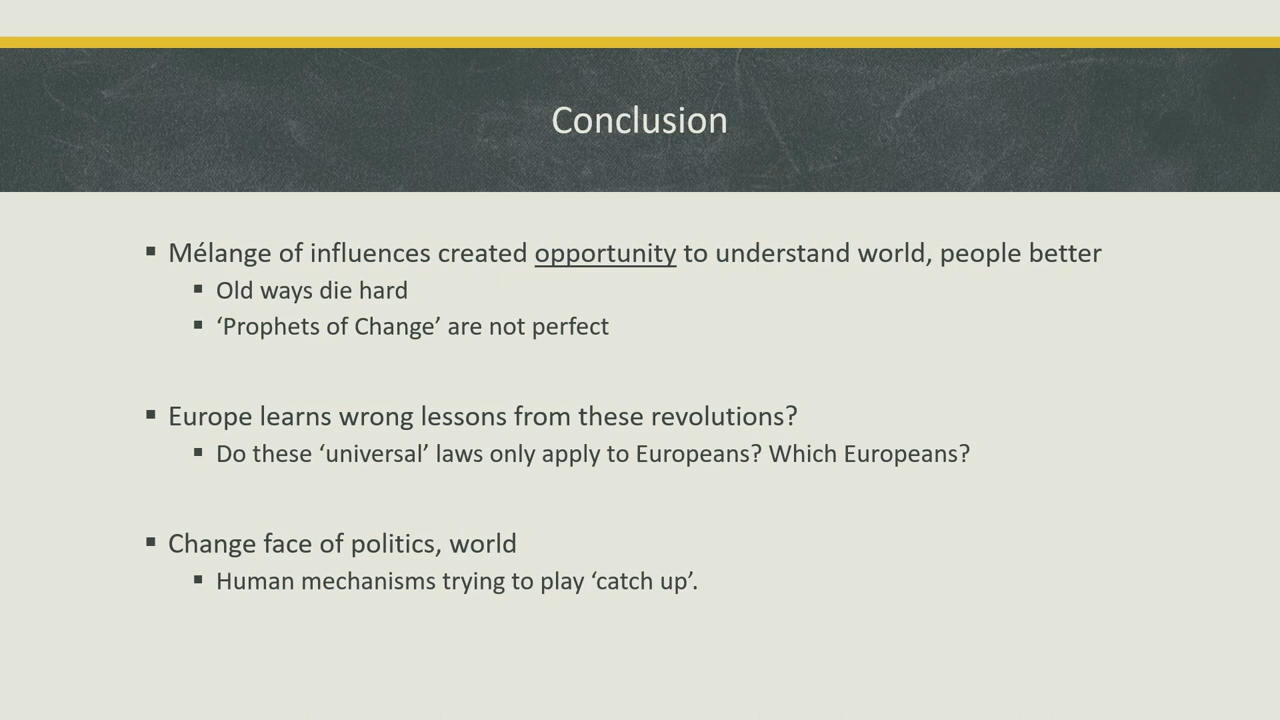 Conclusion
▪ Mélange of influences created opportunity to understand world, people better
▪ Old ways die hard
▪ ‘Prophets of Change’ are not perfect
▪ Europe learns wrong lessons from these revolutions?
▪ Do these ‘universal’ laws only apply to Europeans? Which Europeans?
▪ Change face of politics, world
▪ Human mechanisms trying to play ‘catch up’.